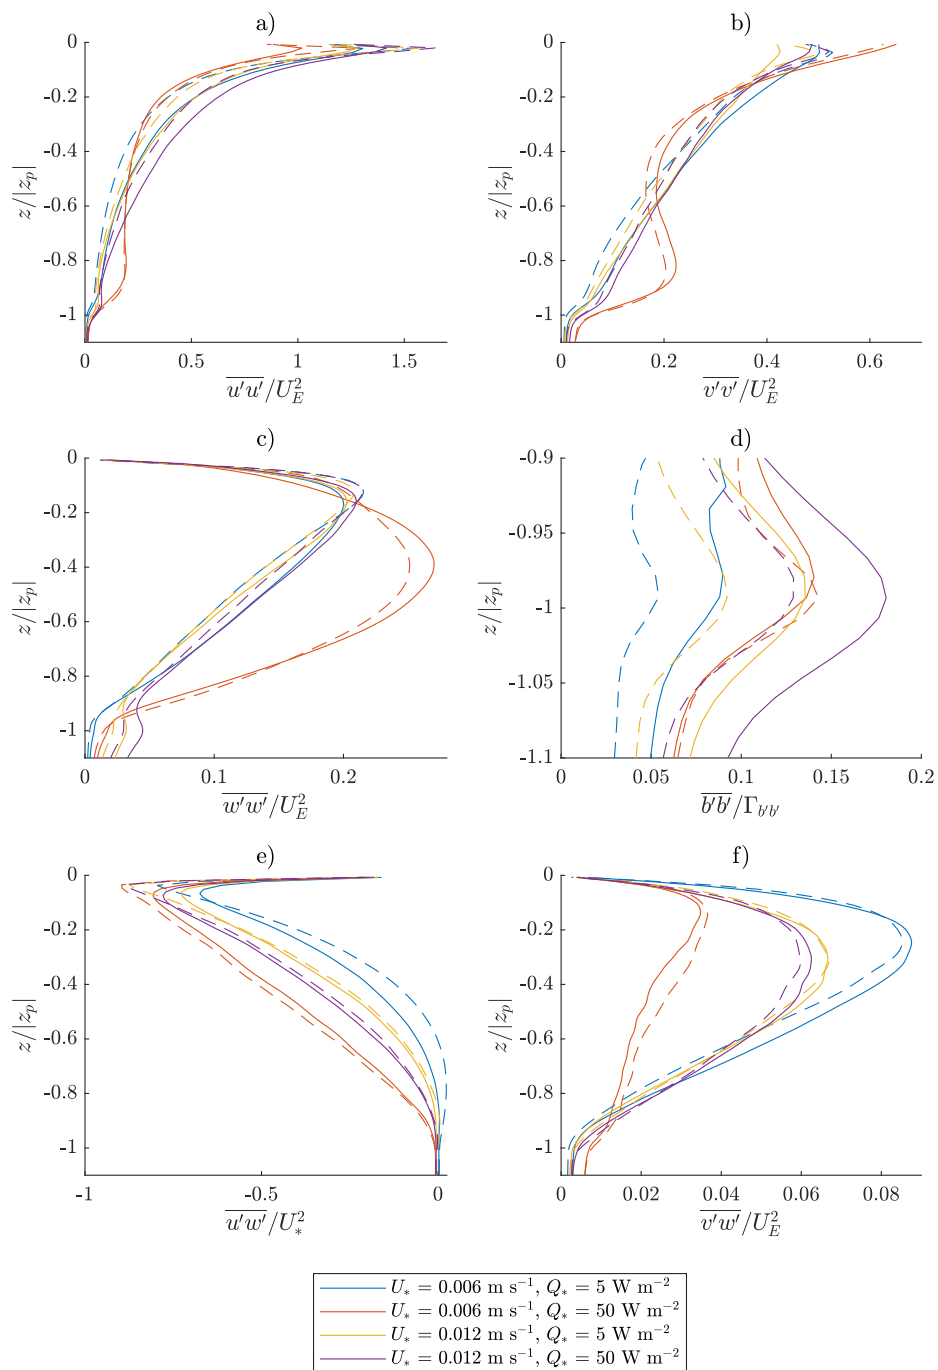 a)
0
-0.2
-0.4
-0.6
-0.8
-1
z/|z_p|
0 0.5 1 1.5
\overline{u'u'}/U_E^2
b)
0
-0.2
-0.4
-0.6
-0.8
-1
z/|z_p|
0 0.2 0.4 0.6
\overline{v'v'}/U_E^2
c)
0
-0.2
-0.4
-0.6
-0.8
-1
z/|z_p|
0 0.1 0.2
\overline{w'w'}/U_E^2
d)
-0.9
-0.95
-1
-1.05
-1.1
z/|z_p|
0 0.05 0.1 0.15 0.2
\overline{b'b'}/Γ_{b'b'}
e)
0
-0.2
-0.4
-0.6
-0.8
-1
z/|z_p|
-1 -0.5 0
\overline{u'w'}/U_*^2
f)
0
-0.2
-0.4
-0.6
-0.8
-1
z/|z_p|
0 0.02 0.04 0.06 0.08
\overline{v'w'}/U_E^2
U_* = 0.006 m s⁻¹, Q_* = 5 W m⁻²
U_* = 0.006 m s⁻¹, Q_* = 50 W m⁻²
U_* = 0.012 m s⁻¹, Q_* = 5 W m⁻²
U_* = 0.012 m s⁻¹, Q_* = 50 W m⁻²